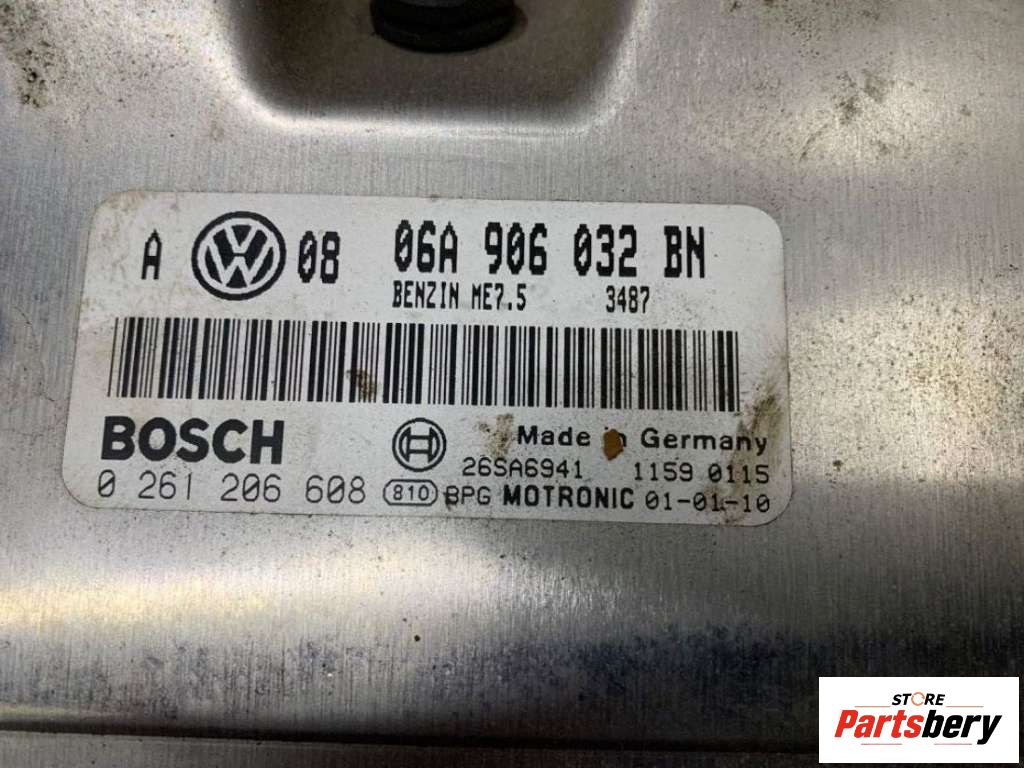 A VW 08 06A 906 032 BN
BENZIN ME7.5 3487
BOSCH
Made in Germany
26SA6941 1159 0115
0 261 206 608 810 BPG MOTRONIC 01-01-10
STORE
Partsbery